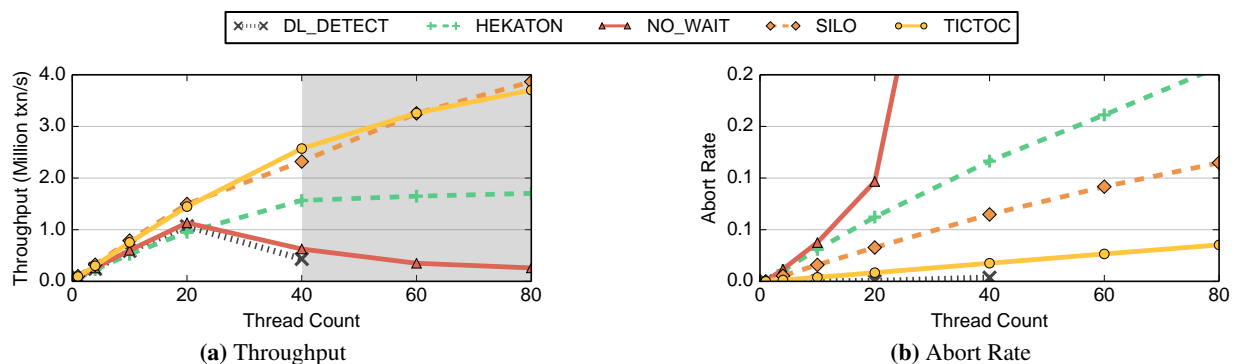 DL_DETECT HEKATON NO_WAIT SILO TICTOC
Throughput (Million txn/s)
4.0
3.0
2.0
1.0
0.0
0 20 40 60 80
Thread Count
(a) Throughput
Abort Rate
0.2
0.2
0.1
0.1
0.0
0 20 40 60 80
Thread Count
(b) Abort Rate